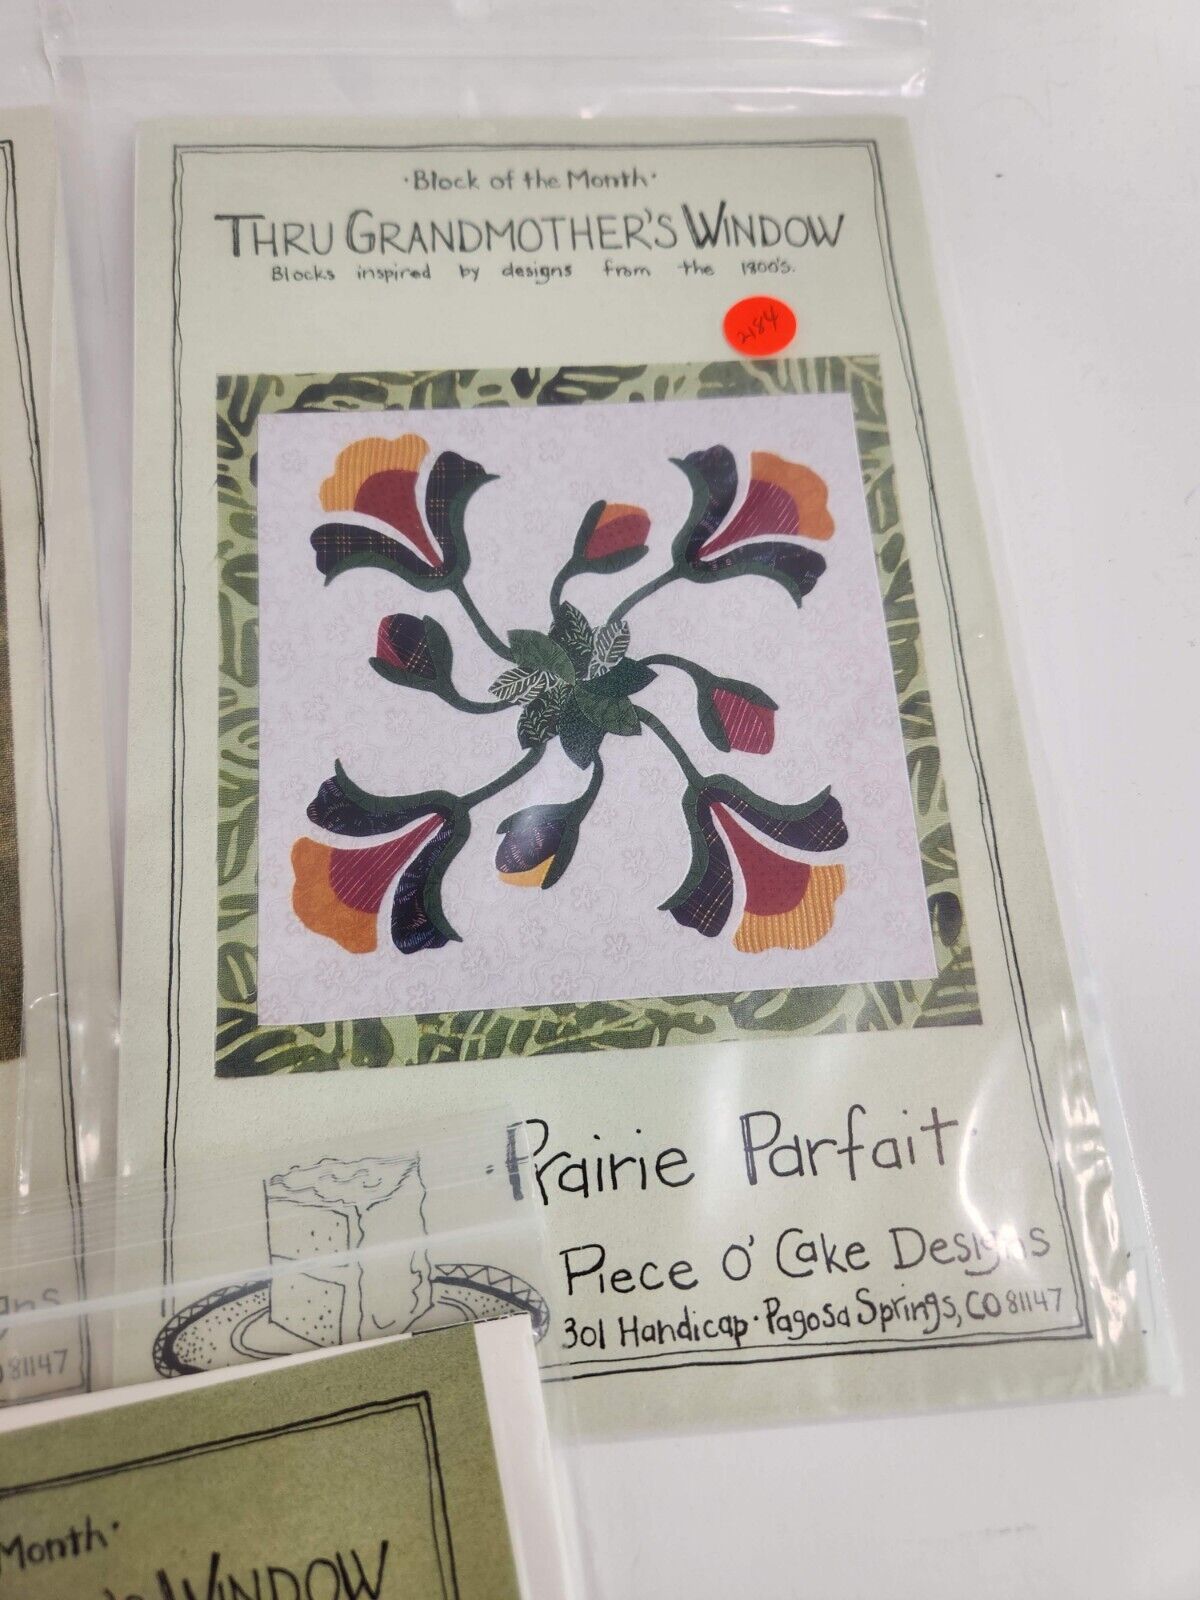 ·Block of the Month·
THRU GRANDMOTHER'S WINDOW
Blocks inspired by designs from the 1800's.
2184
·Prairie Parfait·
Piece O' Cake Designs
301 Handicap · Pagosa Springs, CO 81147
81147
Month·
WINDOW